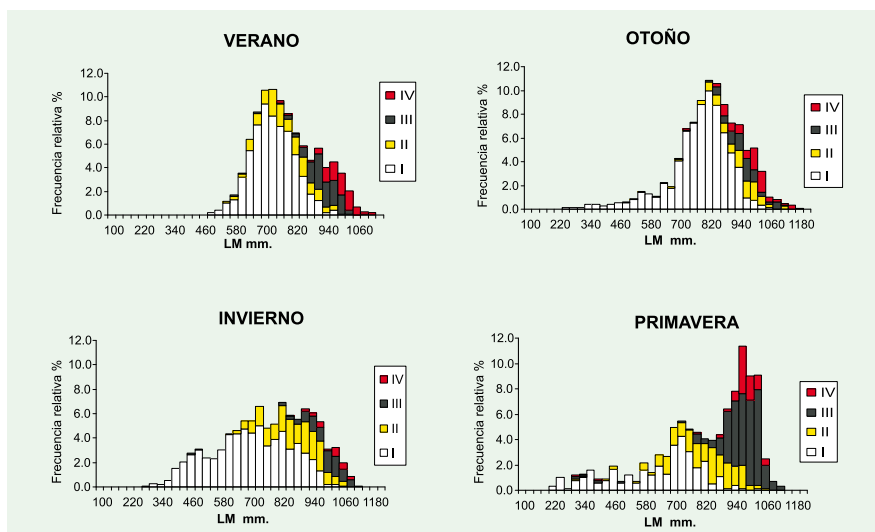 VERANO
Frecuencia relativa %
12.0
10.0
8.0
6.0
4.0
2.0
0.0
100 220 340 460 580 700 820 940 1060
LM mm.
IV
III
II
I
OTOÑO
Frecuencia relativa %
12.0
10.0
8.0
6.0
4.0
2.0
0.0
100 220 340 460 580 700 820 940 1060 1180
LM mm.
IV
III
II
I
INVIERNO
Frecuencia relativa %
12.0
10.0
8.0
6.0
4.0
2.0
0.0
100 220 340 460 580 700 820 940 1060 1180
LM mm.
IV
III
II
I
PRIMAVERA
Frecuencia relativa %
12.0
10.0
8.0
6.0
4.0
2.0
0.0
100 220 340 460 580 700 820 940 1060 1180
LM mm.
IV
III
II
I